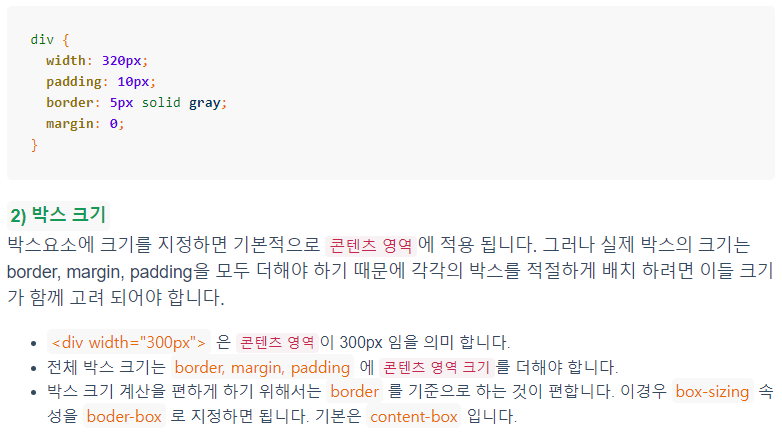 div {
  width: 320px;
  padding: 10px;
  border: 5px solid gray;
  margin: 0;
}
2) 박스 크기
박스요소에 크기를 지정하면 기본적으로 콘텐츠 영역 에 적용 됩니다. 그러나 실제 박스의 크기는
border, margin, padding을 모두 더해야 하기 때문에 각각의 박스를 적절하게 배치 하려면 이들 크기
가 함께 고려 되어야 합니다.
• <div width="300px"> 은 콘텐츠 영역 이 300px 임을 의미 합니다.
• 전체 박스 크기는 border, margin, padding 에 콘텐츠 영역 크기 를 더해야 합니다.
• 박스 크기 계산을 편하게 하기 위해서는 border 를 기준으로 하는 것이 편합니다. 이경우 box-sizing 속
성을 boder-box 로 지정하면 됩니다. 기본은 content-box 입니다.